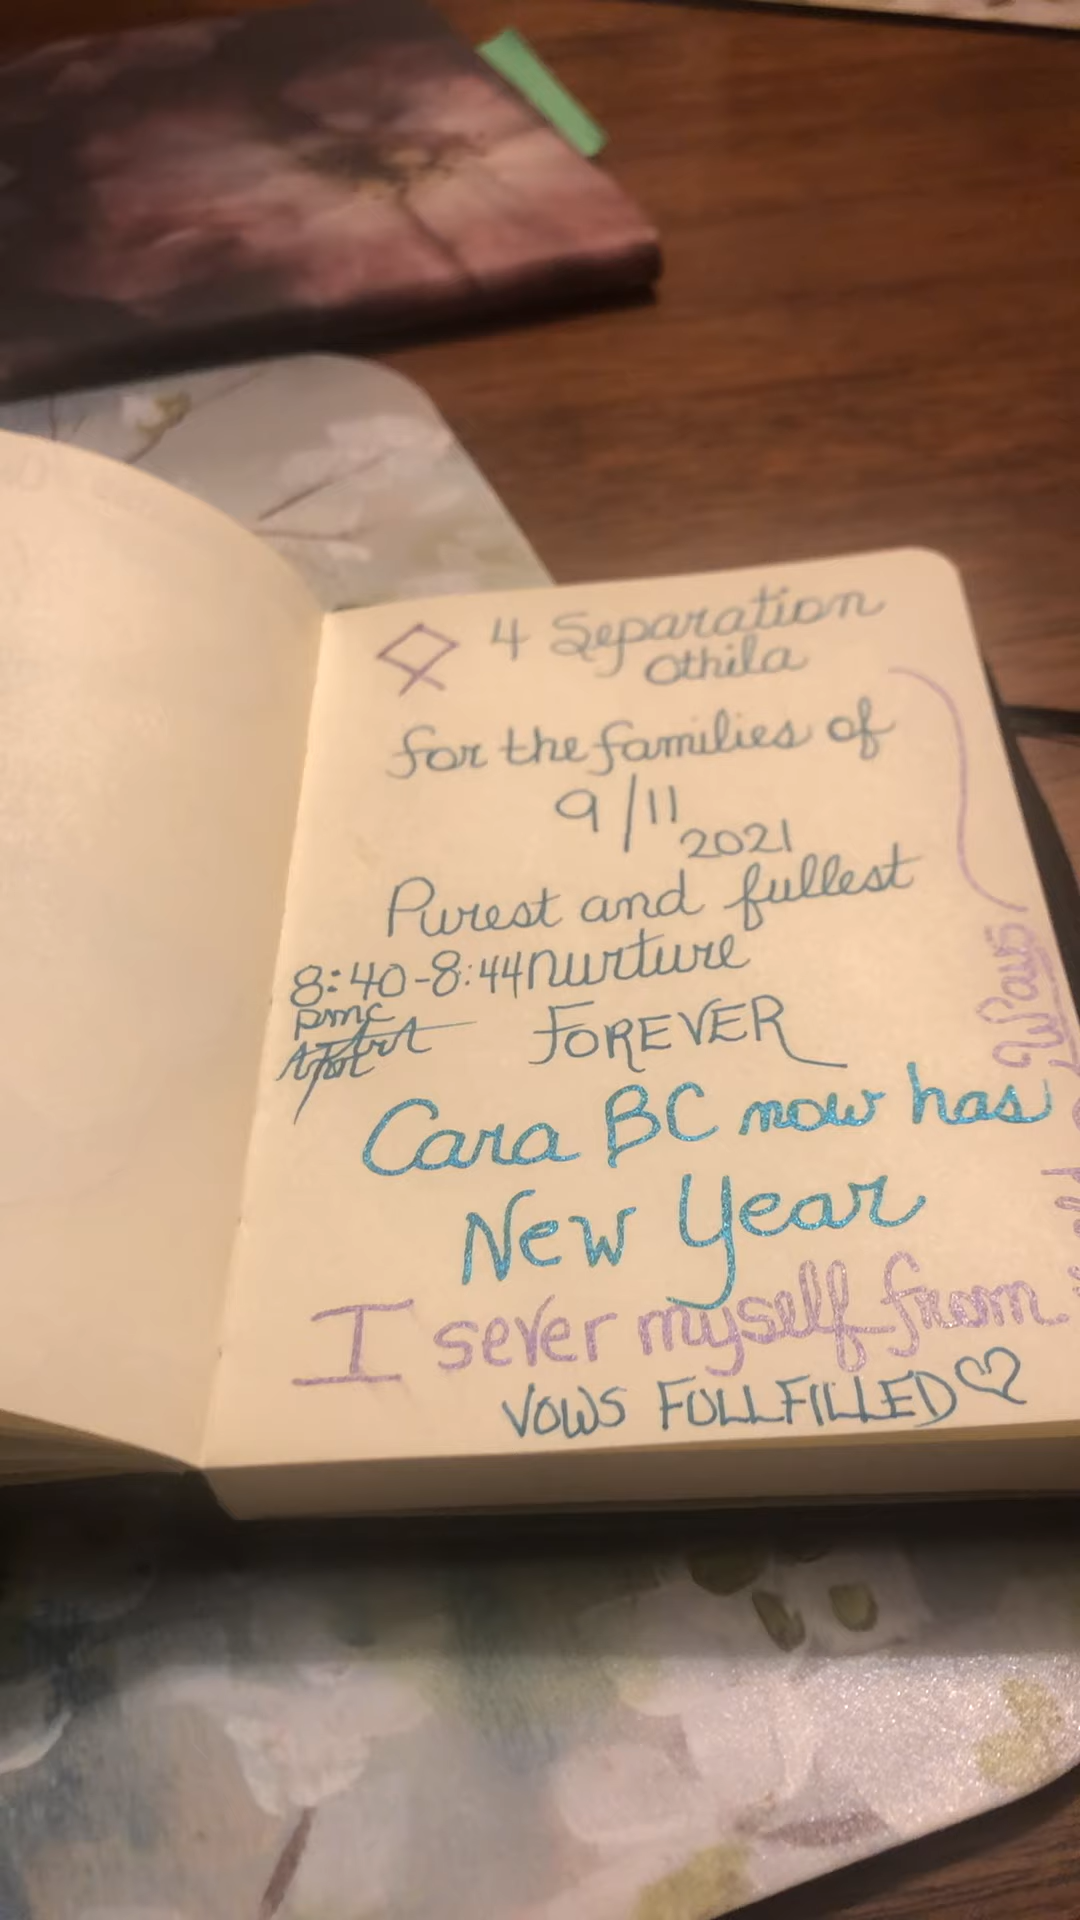 4 Separation
Othila
for the families of
9/11
2021
Purest and fullest
8:40-8:44 nurture
pmc
FOREVER
Cara BC now has
New Year
I sever myself from
VOWS FULLFILLED
Ways